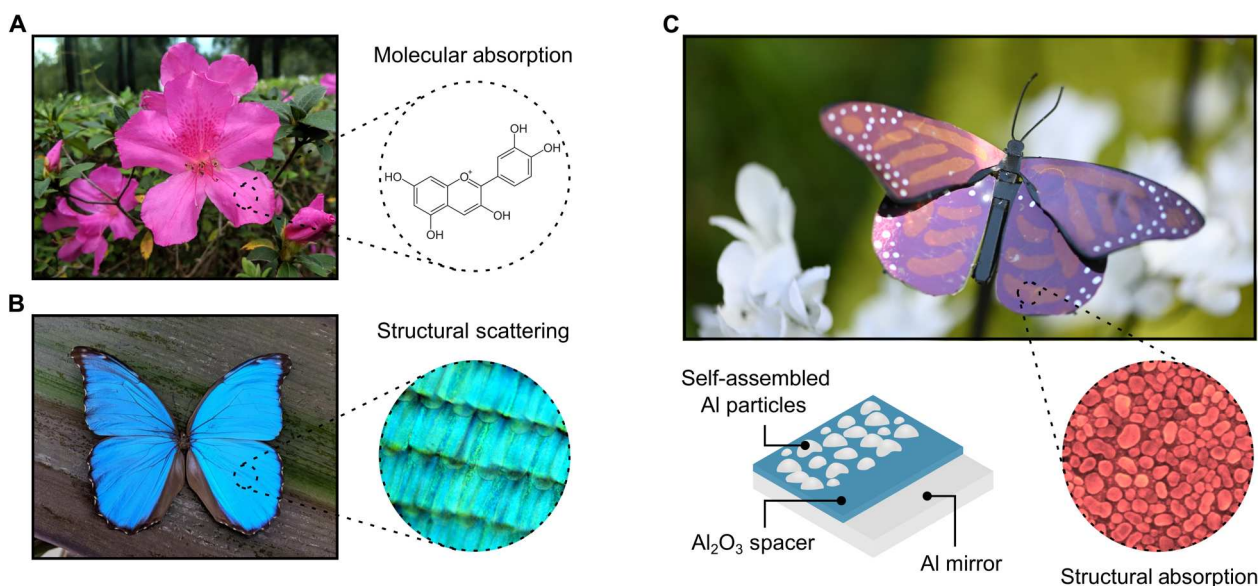 A
Molecular absorption
OH
OH
O+
HO
OH
OH
B
Structural scattering
C
Self-assembled
Al particles
Al₂O₃ spacer
Al mirror
Structural absorption